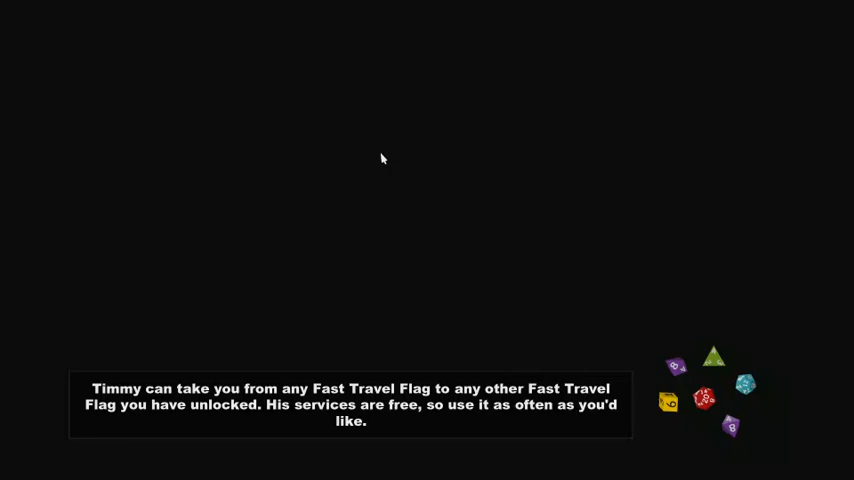 Timmy can take you from any Fast Travel Flag to any other Fast Travel
Flag you have unlocked. His services are free, so use it as often as you'd
like.